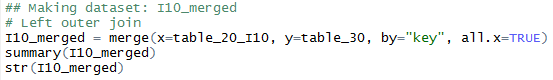 ## Making dataset: I10_merged
# Left outer join
I10_merged = merge(x=table_20_I10, y=table_30, by="key", all.x=TRUE)
summary(I10_merged)
str(I10_merged)